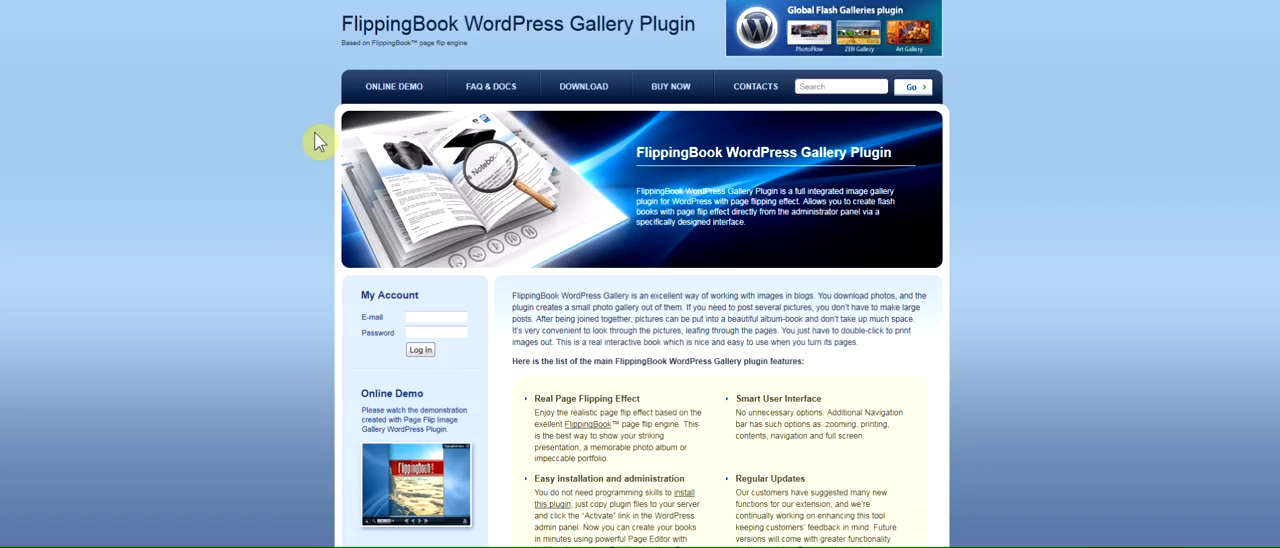 FlippingBook WordPress Gallery Plugin
Based on FlippingBook™ page flip engine
Global Flash Galleries plugin
PhotoFlow ZEN Gallery Art Gallery
ONLINE DEMO FAQ & DOCS DOWNLOAD BUY NOW CONTACTS Search Go
Notebook
FlippingBook WordPress Gallery Plugin
FlippingBook WordPress Gallery Plugin is a full integrated image gallery
plugin for WordPress with page flipping effect. Allows you to create flash
books with page flip effect directly from the administrator panel via a
specifically designed interface.
My Account
E-mail
Password
Log In
Online Demo
Please watch the demonstration
created with Page Flip Image
Gallery WordPress Plugin.
FlippingBook
FlippingBook WordPress Gallery is an excellent way of working with images in blogs. You download photos, and the
plugin creates a small photo gallery out of them. If you need to post several pictures, you don't have to make large
posts. After being joined together, pictures can be put into a beautiful album-book and don't take up much space.
It's very convenient to look through the pictures, leafing through the pages. You just have to double-click to print
images out. This is a real interactive book which is nice and easy to use when you turn its pages.
Here is the list of the main FlippingBook WordPress Gallery plugin features:
Real Page Flipping Effect
Enjoy the realistic page flip effect based on the
exellent FlippingBook™ page flip engine. This
is the best way to show your striking
presentation, a memorable photo album or
impeccable portfolio.
Smart User Interface
No unnecessary options. Additional Navigation
bar has such options as: zooming, printing,
contents, navigation and full screen.
Easy installation and administration
You do not need programming skills to install
this plugin, just copy plugin files to your server
and click the "Activate" link in the WordPress
admin panel. Now you can create your books
in minutes using powerful Page Editor with
Regular Updates
Our customers have suggested many new
functions for our extension, and we're
continually working on enhancing this tool
keeping customers' feedback in mind. Future
versions will come with greater functionality